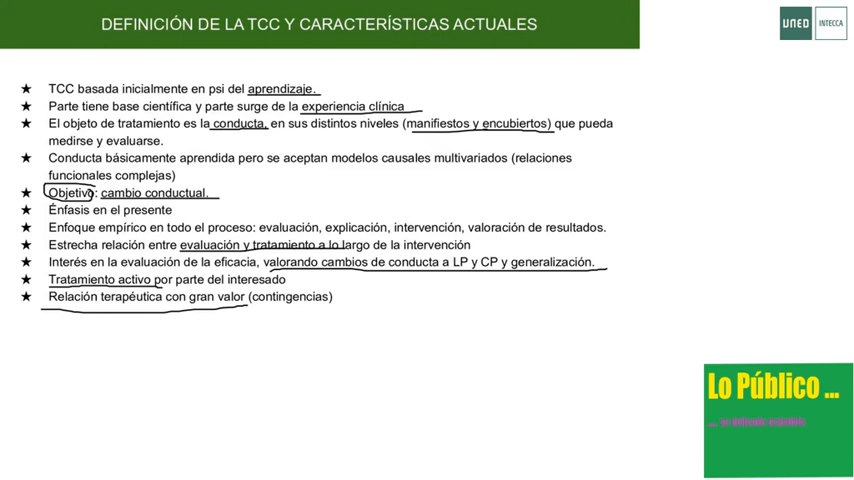 DEFINICIÓN DE LA TCC Y CARACTERÍSTICAS ACTUALES
UNED
INTECCA
★ TCC basada inicialmente en psi del aprendizaje.
★ Parte tiene base científica y parte surge de la experiencia clínica
★ El objeto de tratamiento es la conducta, en sus distintos niveles (manifiestos y encubiertos) que pueda
medirse y evaluarse.
★ Conducta básicamente aprendida pero se aceptan modelos causales multivariados (relaciones
funcionales complejas)
★ Objetivo: cambio conductual.
★ Énfasis en el presente
★ Enfoque empírico en todo el proceso: evaluación, explicación, intervención, valoración de resultados.
★ Estrecha relación entre evaluación y tratamiento a lo largo de la intervención
★ Interés en la evaluación de la eficacia, valorando cambios de conducta a LP y CP y generalización.
★ Tratamiento activo por parte del interesado
★ Relación terapéutica con gran valor (contingencias)
Lo Público ...